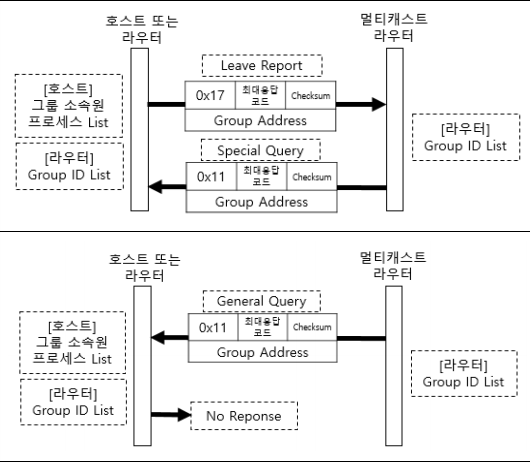 호스트 또는
라우터
멀티캐스트
라우터
Leave Report
[호스트]
그룹 소속원
프로세스 List
0x17
최대응답
코드
Checksum
Group Address
[라우터]
Group ID List
[라우터]
Group ID List
Special Query
0x11
최대응답
코드
Checksum
Group Address
호스트 또는
라우터
멀티캐스트
라우터
General Query
[호스트]
그룹 소속원
프로세스 List
0x11
최대응답
코드
Checksum
Group Address
[라우터]
Group ID List
[라우터]
Group ID List
No Reponse